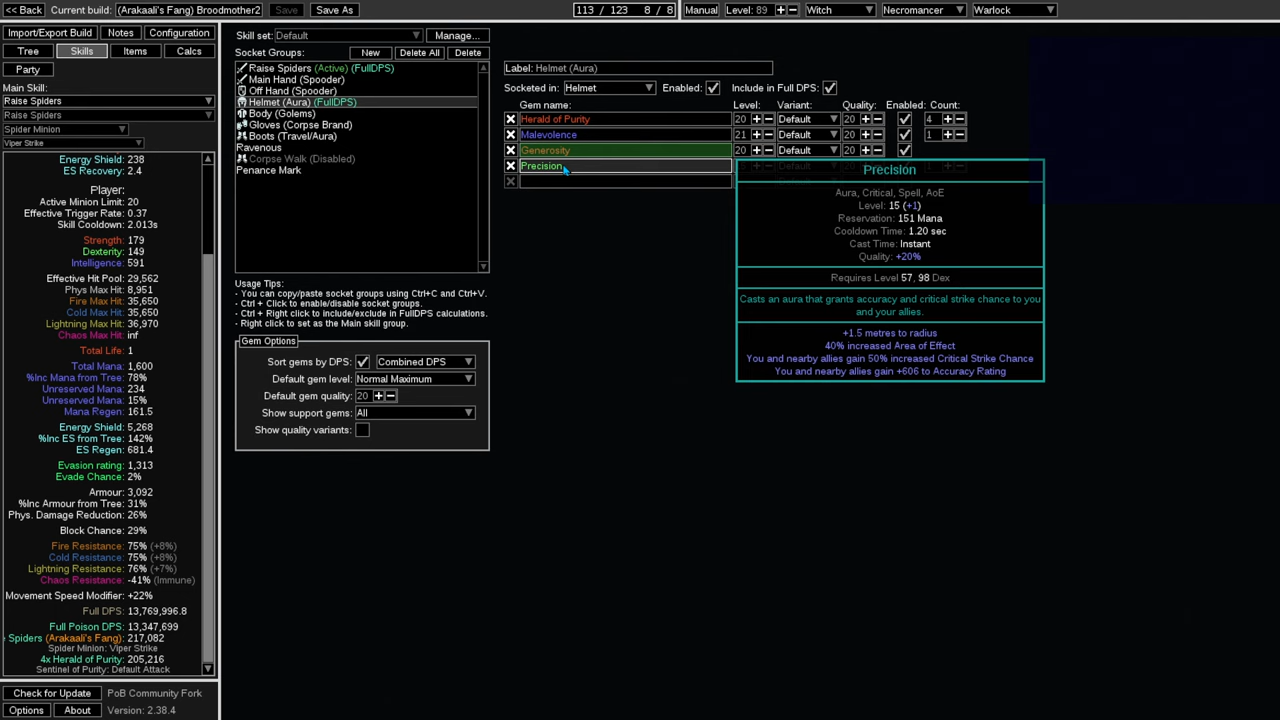 << Back Current build: (Arakaali's Fang) Broodmother2 Save Save As 113 / 123 8 / 8 Manual Level: 89 Witch Necromancer Warlock
Import/Export Build Notes Configuration
Tree Skills Items Calcs
Party
Main Skill:
Raise Spiders
Raise Spiders
Spider Minion
Viper Strike
Energy Shield: 238
ES Recovery: 2.4
Player:
Active Minion Limit: 20
Effective Trigger Rate: 0.37
Skill Cooldown: 2.013s
Strength: 179
Dexterity: 149
Intelligence: 591
Effective Hit Pool: 29,562
Phys Max Hit: 8,951
Fire Max Hit: 35,650
Cold Max Hit: 35,650
Lightning Max Hit: 36,970
Chaos Max Hit: inf
Total Life: 1
Total Mana: 1,600
%Inc Mana from Tree: 78%
Unreserved Mana: 234
Unreserved Mana: 15%
Mana Regen: 161.5
Energy Shield: 5,268
%Inc ES from Tree: 142%
ES Regen: 681.4
Evasion rating: 1,313
Evade Chance: 2%
Armour: 3,092
%Inc Armour from Tree: 31%
Phys. Damage Reduction: 26%
Block Chance: 29%
Fire Resistance: 75% (+8%)
Cold Resistance: 75% (+8%)
Lightning Resistance: 76% (+7%)
Chaos Resistance: -41% (Immune)
Movement Speed Modifier: +22%
Full DPS: 13,769,996.8
Full Poison DPS: 13,347,699
Spiders (Arakaali's Fang): 217,082
Spider Minion: Viper Strike
4x Herald of Purity: 205,216
Sentinel of Purity: Default Attack
Check for Update PoB Community Fork
Options About Version: 2.38.4
Skill set: Default Manage...
Socket Groups: New Delete All Delete
Raise Spiders (Active) (FullDPS)
Main Hand (Spooder)
Off Hand (Spooder)
Helmet (Aura) (FullDPS)
Body (Golems)
Gloves (Corpse Brand)
Boots (Travel/Aura)
Ravenous
Corpse Walk (Disabled)
Penance Mark
Usage Tips:
- You can copy/paste socket groups using Ctrl+C and Ctrl+V.
- Ctrl + Click to enable/disable socket groups.
- Ctrl + Right click to include/exclude in FullDPS calculations.
- Right click to set as the Main skill group.
Gem Options
Sort gems by DPS: Combined DPS
Default gem level: Normal Maximum
Default gem quality: 20
Show support gems: All
Show quality variants:
Label: Helmet (Aura)
Socketed in: Helmet Enabled: Include in Full DPS:
Gem name: Level: Variant: Quality: Enabled: Count:
Herald of Purity 20 Default 20 4
Malevolence 21 Default 20 1
Generosity 20 Default 20
Precision
Precision
Aura, Critical, Spell, AoE
Level: 15 (+1)
Reservation: 151 Mana
Cooldown Time: 1.20 sec
Cast Time: Instant
Quality: +20%
Requires Level 57, 98 Dex
Casts an aura that grants accuracy and critical strike chance to you
and your allies.
+1.5 metres to radius
40% increased Area of Effect
You and nearby allies gain 50% increased Critical Strike Chance
You and nearby allies gain +606 to Accuracy Rating